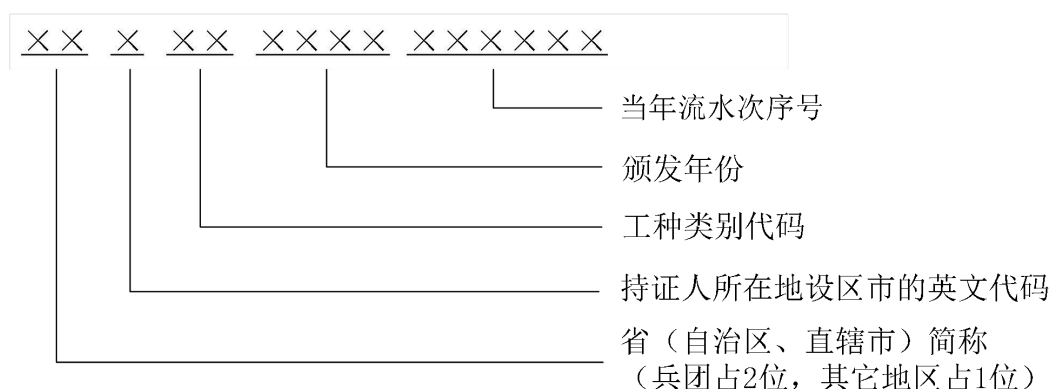 ×× × ×× ×××× ××××××
当年流水次序号
颁发年份
工种类别代码
持证人所在地设区市的英文代码
省（自治区、直辖市）简称
（兵团占2位，其它地区占1位）